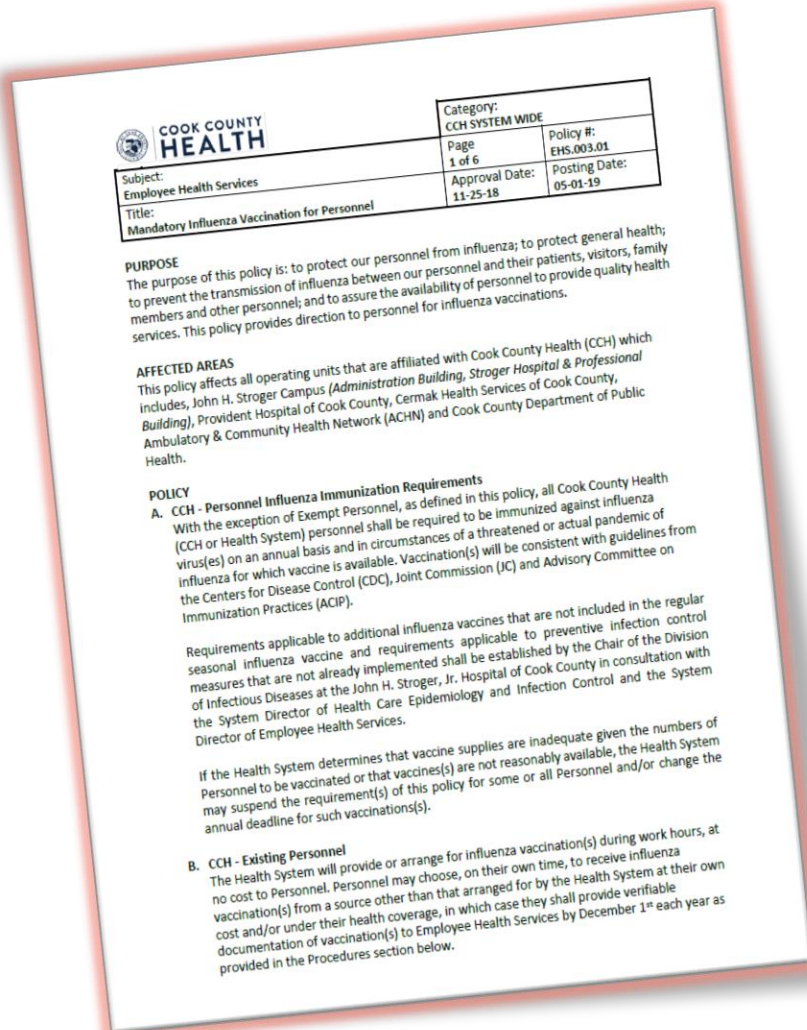 COOK COUNTY
HEALTH
Category:
CCH SYSTEM WIDE
Page
1 of 6
Policy #:
EHS.003.01
Subject:
Employee Health Services
Approval Date:
11-25-18
Posting Date:
05-01-19
Title:
Mandatory Influenza Vaccination for Personnel
PURPOSE
The purpose of this policy is: to protect our personnel from influenza; to protect general health;
to prevent the transmission of influenza between our personnel and their patients, visitors, family
members and other personnel; and to assure the availability of personnel to provide quality health
services. This policy provides direction to personnel for influenza vaccinations.
AFFECTED AREAS
This policy affects all operating units that are affiliated with Cook County Health (CCH) which
includes, John H. Stroger Campus (Administration Building, Stroger Hospital & Professional
Building), Provident Hospital of Cook County, Cermak Health Services of Cook County,
Ambulatory & Community Health Network (ACHN) and Cook County Department of Public
Health.
POLICY
A. CCH - Personnel Influenza Immunization Requirements
With the exception of Exempt Personnel, as defined in this policy, all Cook County Health
(CCH or Health System) personnel shall be required to be immunized against influenza
virus(es) on an annual basis and in circumstances of a threatened or actual pandemic of
influenza for which vaccine is available. Vaccination(s) will be consistent with guidelines from
the Centers for Disease Control (CDC), Joint Commission (JC) and Advisory Committee on
Immunization Practices (ACIP).
Requirements applicable to additional influenza vaccines that are not included in the regular
seasonal influenza vaccine and requirements applicable to preventive infection control
measures that are not already implemented shall be established by the Chair of the Division
of Infectious Diseases at the John H. Stroger, Jr. Hospital of Cook County in consultation with
the System Director of Health Care Epidemiology and Infection Control and the System
Director of Employee Health Services.
If the Health System determines that vaccine supplies are inadequate given the numbers of
Personnel to be vaccinated or that vaccines(s) are not reasonably available, the Health System
may suspend the requirement(s) of this policy for some or all Personnel and/or change the
annual deadline for such vaccinations(s).
B. CCH - Existing Personnel
The Health System will provide or arrange for influenza vaccination(s) during work hours, at
no cost to Personnel. Personnel may choose, on their own time, to receive influenza
vaccination(s) from a source other than that arranged for by the Health System at their own
cost and/or under their health coverage, in which case they shall provide verifiable
documentation of vaccination(s) to Employee Health Services by December 1st each year as
provided in the Procedures section below.